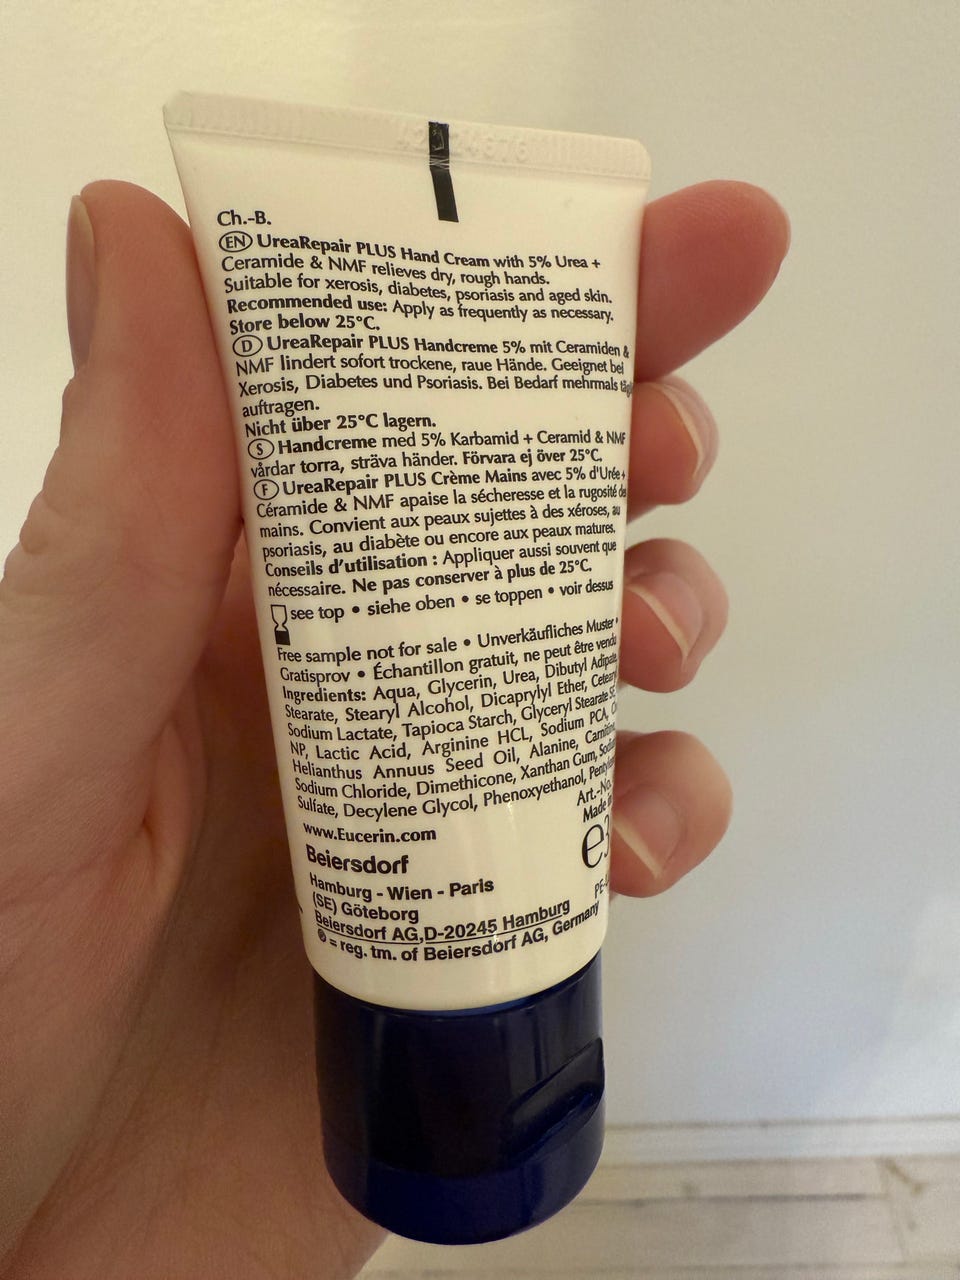 Ch.-B.
EN UreaRepair PLUS Hand Cream with 5% Urea +
Ceramide & NMF relieves dry, rough hands.
Suitable for xerosis, diabetes, psoriasis and aged skin.
Recommended use: Apply as frequently as necessary.
Store below 25°C.
D UreaRepair PLUS Handcreme 5% mit Ceramiden &
NMF lindert sofort trockene, raue Hände. Geeignet bei
Xerosis, Diabetes und Psoriasis. Bei Bedarf mehrmals
auftragen.
Nicht über 25°C lagern.
S Handcreme med 5% Karbamid + Ceramid & NMF
vårdar torra, sträva händer. Förvara ej över 25°C.
F UreaRepair PLUS Crème Mains avec 5% d'Urée +
Céramide & NMF apaise la sécheresse et la rugosité des
mains. Convient aux peaux sujettes à des xéroses, au
psoriasis, au diabète ou encore aux peaux matures.
Conseils d'utilisation : Appliquer aussi souvent que
nécessaire. Ne pas conserver à plus de 25°C.
see top • siehe oben • se toppen • voir dessus
Free sample not for sale • Unverkäufliches Muster •
Gratisprov • Échantillon gratuit, ne peut être vendu
Ingredients: Aqua, Glycerin, Urea, Dibutyl Adipate,
Stearate, Stearyl Alcohol, Dicaprylyl Ether,
Sodium Lactate, Tapioca Starch, Glyceryl Stearate SE,
NP, Lactic Acid, Arginine HCL, Sodium PCA,
Helianthus Annuus Seed Oil, Alanine,
Sodium Chloride, Dimethicone, Xanthan Gum,
Sulfate, Decylene Glycol, Phenoxyethanol,
Art.-No.
Made
www.Eucerin.com
e
Beiersdorf
Hamburg - Wien - Paris
(SE) Göteborg
Beiersdorf AG,D-20245 Hamburg
® = reg. tm. of Beiersdorf AG, Germany